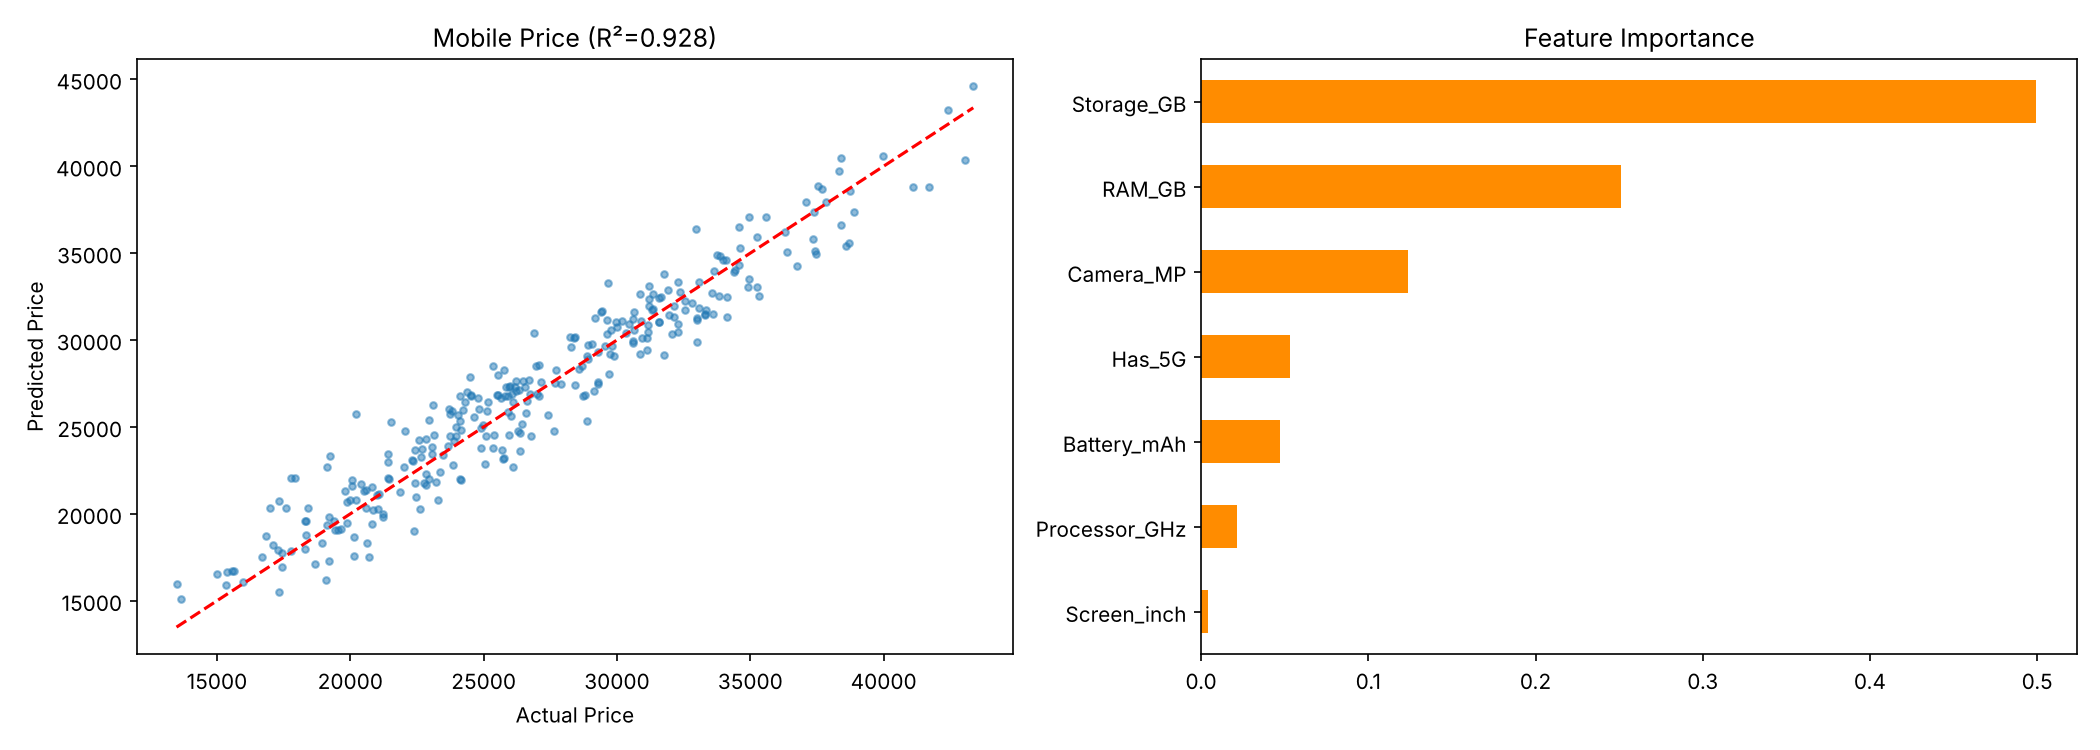 Mobile Price (R²=0.928)
45000
40000
35000
30000
25000
20000
15000
Predicted Price
15000 20000 25000 30000 35000 40000
Actual Price
Feature Importance
Storage_GB
RAM_GB
Camera_MP
Has_5G
Battery_mAh
Processor_GHz
Screen_inch
0.0 0.1 0.2 0.3 0.4 0.5